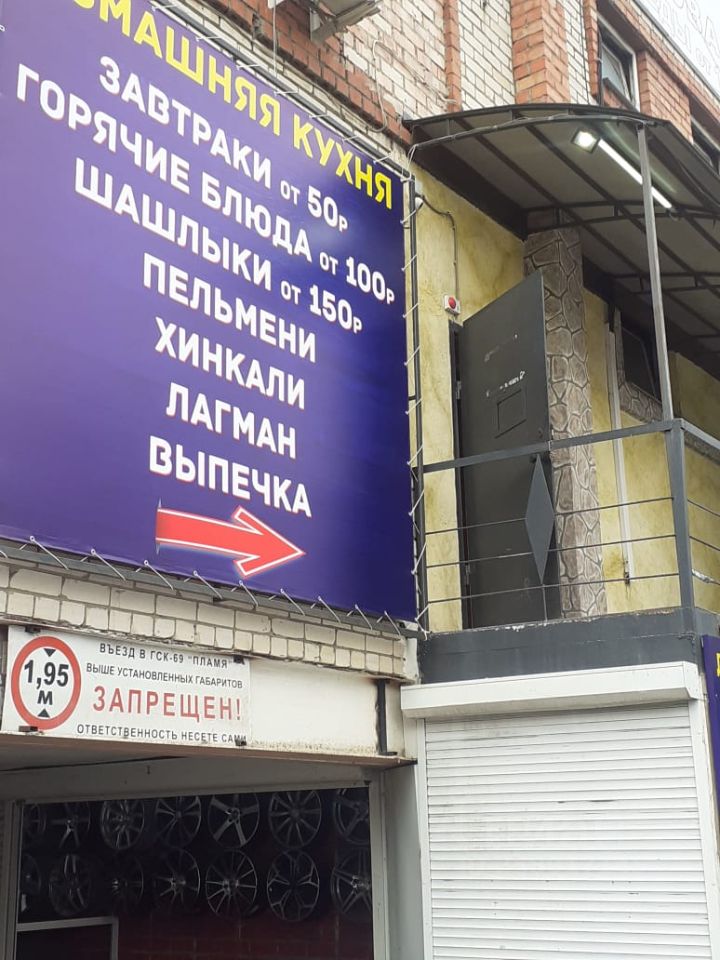 ОМАШНЯЯ КУХНЯ
ЗАВТРАКИ ОТ 50Р
ГОРЯЧИЕ БЛЮДА ОТ 100Р
ШАШЛЫКИ ОТ 150Р
ПЕЛЬМЕНИ
ХИНКАЛИ
ЛАГМАН
ВЫПЕЧКА
1,95
М
ВЪЕЗД В ГСК-69 "ПЛАМЯ"
ВЫШЕ УСТАНОВЛЕННЫХ ГАБАРИТОВ
ЗАПРЕЩЕН!
ОТВЕТСТВЕННОСТЬ НЕСЕТЕ САМИ